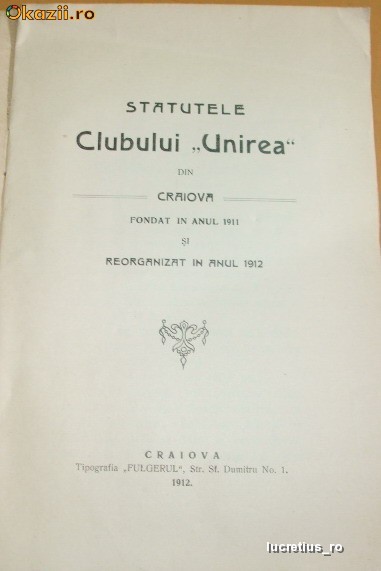 Okazii.ro
STATUTELE
Clubului „Unirea“
DIN
CRAIOVA
FONDAT IN ANUL 1911
ȘI
REORGANIZAT IN ANUL 1912
CRAIOVA
Tipografia „FULGERUL“, Str. Sf. Dumitru No. 1.
1912.
lucretius_ro